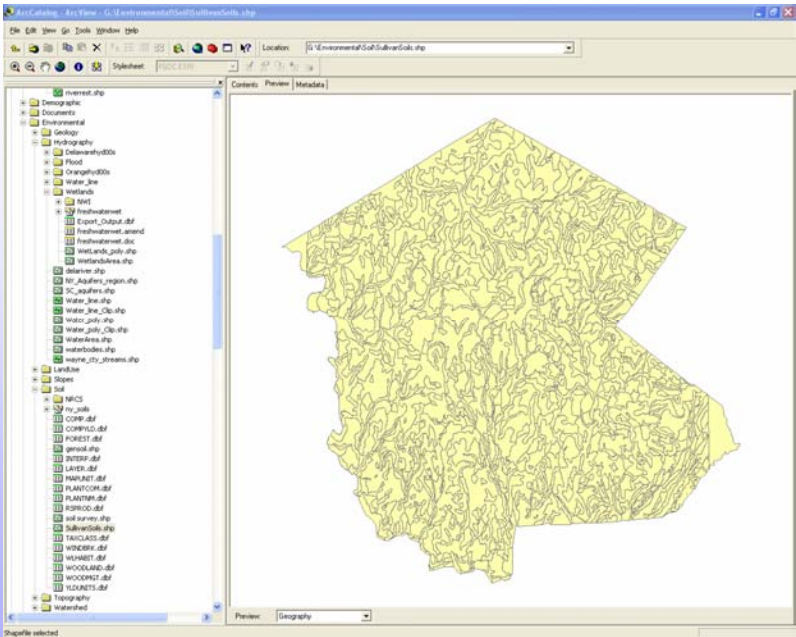 ArcCatalog - ArcView - G:\Environmental\Soil\SullivanSoils.shp
File Edit View Go Tools Window Help
Location: G:\Environmental\Soil\SullivanSoils.shp
Stylesheet: FGDC ESRI
Contents Preview Metadata
riverrest.shp
Demographic
Documents
Environmental
Geology
Hydrography
Delawarehyd00s
Flood
Orangehyd00s
Water_line
Wetlands
NWI
freshwaterwet
Export_Output.dbf
freshwaterwet.amend
freshwaterwet.doc
WetLands_poly.shp
WetlandsArea.shp
delariver.shp
NY_Aquifers_region.shp
SC_aquifers.shp
Water_line.shp
Water_line_Clip.shp
Water_poly.shp
Water_poly_Clip.shp
WaterArea.shp
waterbodies.shp
wayne_cty_streams.shp
LandUse
Slopes
Soil
NRCS
ny_soils
COMP.dbf
COMPYLD.dbf
FOREST.dbf
gensoil.shp
INTERP.dbf
LAYER.dbf
MAPUNIT.dbf
PLANTCOM.dbf
PLANTNM.dbf
RSPROD.dbf
soil survey.shp
SullivanSoils.shp
TAXCLASS.dbf
WINDBRK.dbf
WLHABIT.dbf
WOODLAND.dbf
WOODMGT.dbf
YLDUNITS.dbf
Topography
Watershed
Preview: Geography
Shapefile selected